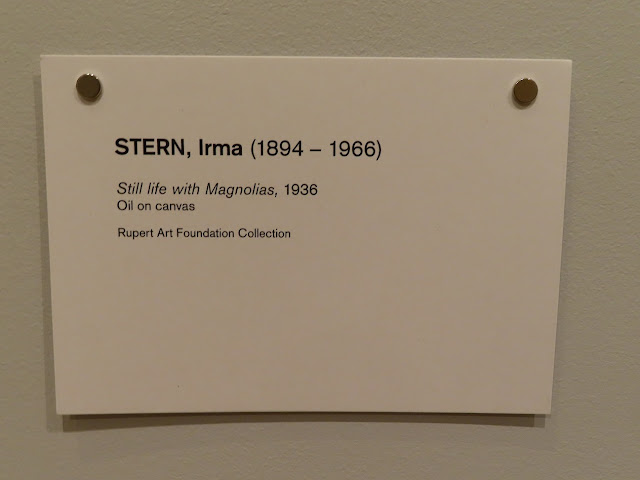 STERN, Irma (1894 – 1966)
Still life with Magnolias, 1936
Oil on canvas
Rupert Art Foundation Collection